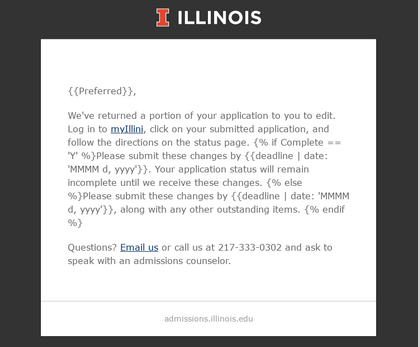 ILLINOIS
{{Preferred}},
We've returned a portion of your application to you to edit.
Log in to myIllini, click on your submitted application, and
follow the directions on the status page. {% if Complete ==
'Y' %}Please submit these changes by {{deadline | date:
'MMMM d, yyyy'}}. Your application status will remain
incomplete until we receive these changes. {% else
%}Please submit these changes by {{deadline | date: 'MMMM
d, yyyy'}}, along with any other outstanding items. {% endif
%}
Questions? Email us or call us at 217-333-0302 and ask to
speak with an admissions counselor.
admissions.illinois.edu